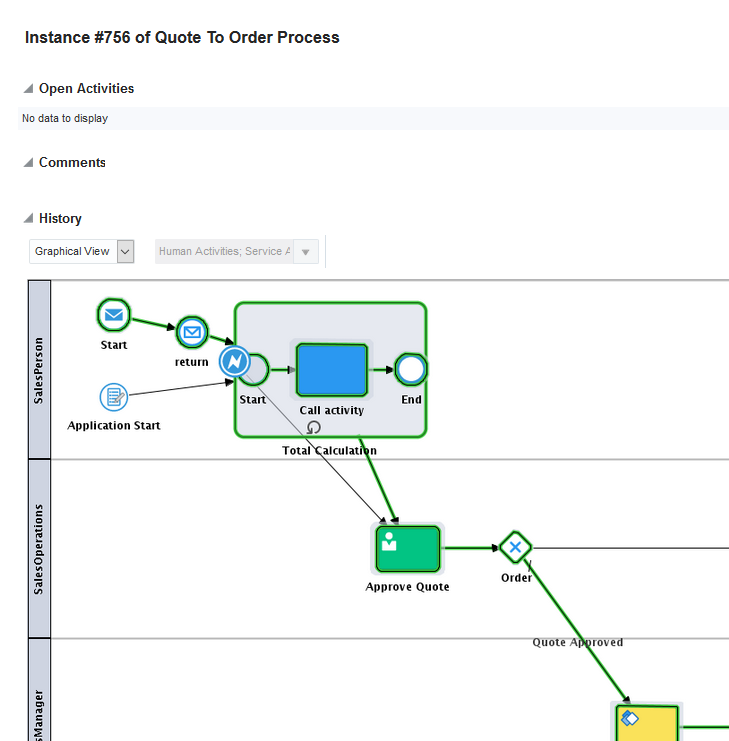 Instance #756 of Quote To Order Process
Open Activities
No data to display
Comments
History
Graphical View
Human Activities; Service A
SalesPerson
Start
return
Application Start
Start
Call activity
End
Total Calculation
SalesOperations
Approve Quote
Order
Quote Approved
sManager